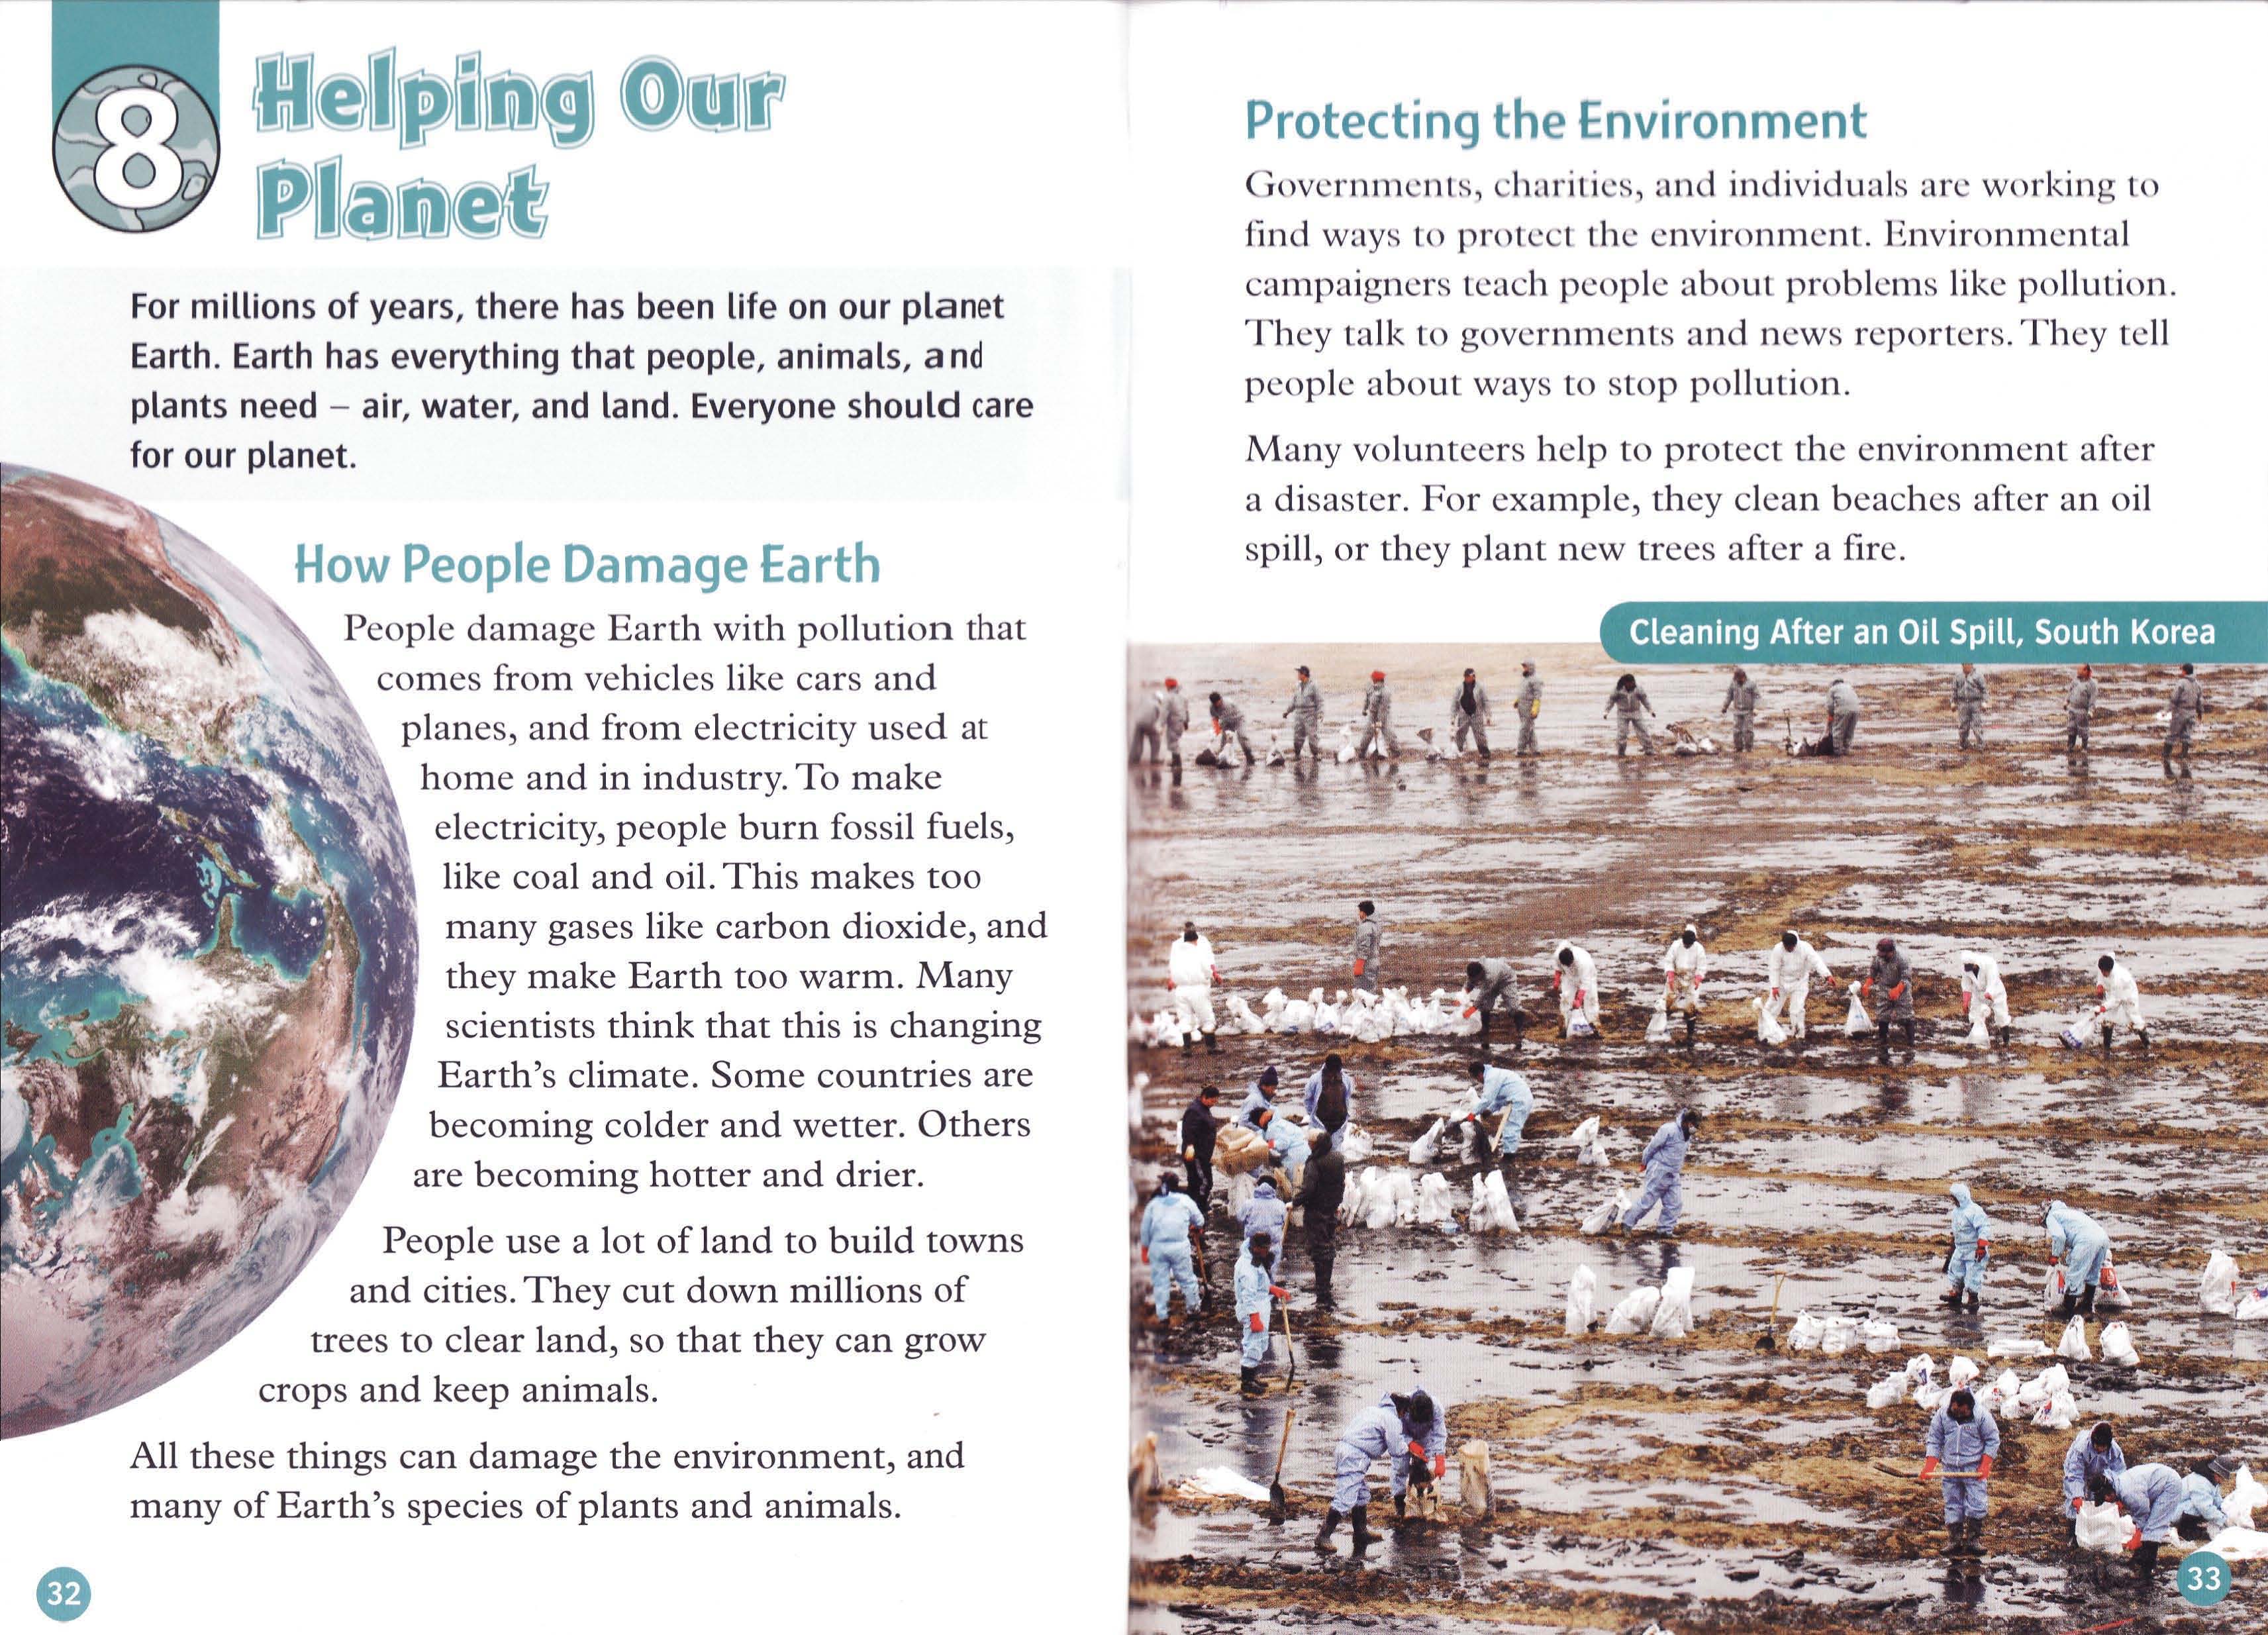 8
Helping Our
Planet
For millions of years, there has been life on our planet
Earth. Earth has everything that people, animals, and
plants need – air, water, and land. Everyone should care
for our planet.
How People Damage Earth
People damage Earth with pollution that
comes from vehicles like cars and
planes, and from electricity used at
home and in industry. To make
electricity, people burn fossil fuels,
like coal and oil. This makes too
many gases like carbon dioxide, and
they make Earth too warm. Many
scientists think that this is changing
Earth's climate. Some countries are
becoming colder and wetter. Others
are becoming hotter and drier.
People use a lot of land to build towns
and cities. They cut down millions of
trees to clear land, so that they can grow
crops and keep animals.
All these things can damage the environment, and
many of Earth's species of plants and animals.
32
Protecting the Environment
Governments, charities, and individuals are working to
find ways to protect the environment. Environmental
campaigners teach people about problems like pollution.
They talk to governments and news reporters. They tell
people about ways to stop pollution.
Many volunteers help to protect the environment after
a disaster. For example, they clean beaches after an oil
spill, or they plant new trees after a fire.
Cleaning After an Oil Spill, South Korea
33